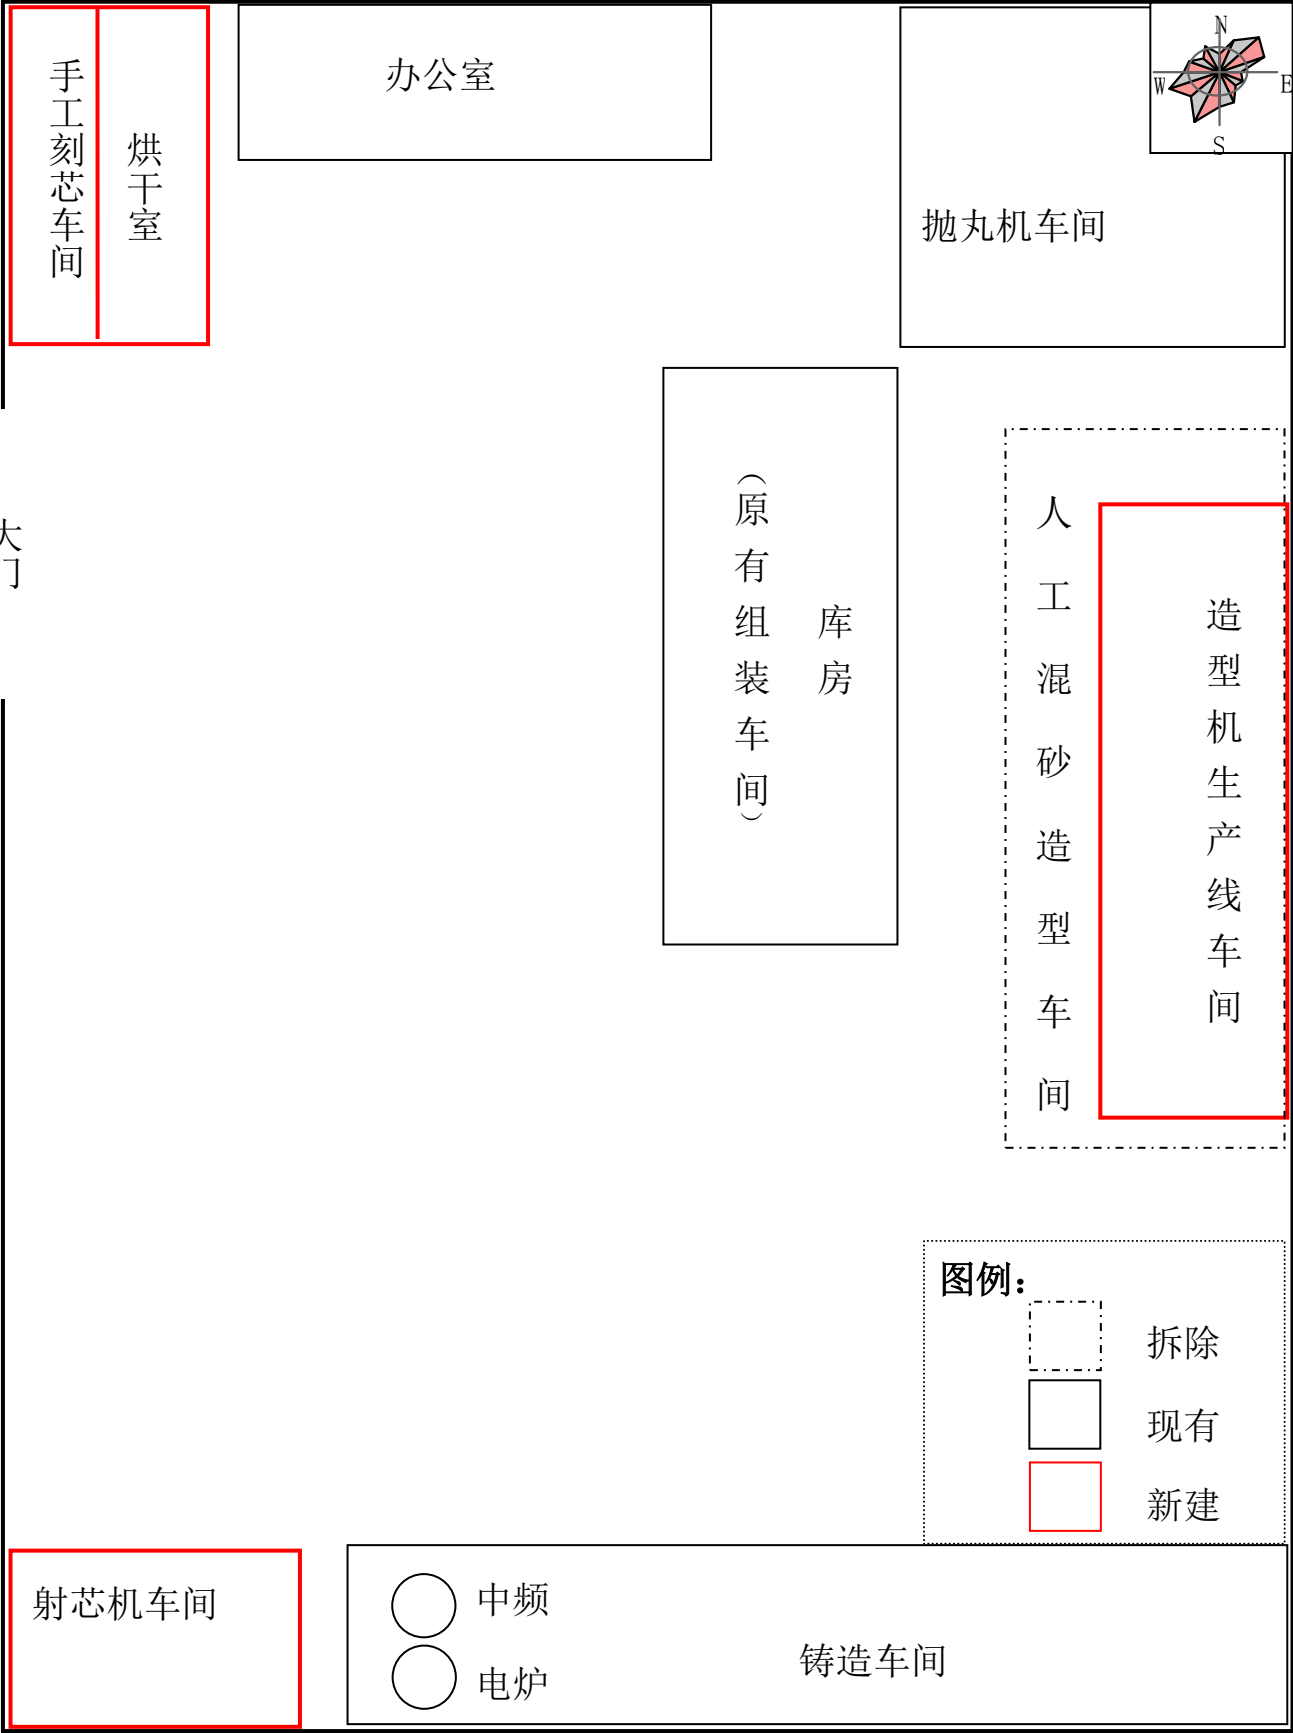 手工刻芯车间
烘干室
办公室
N
W
E
S
抛丸机车间
大门
库房
（原有组装车间）
人工混砂造型车间
造型机生产线车间
图例：
拆除
现有
新建
射芯机车间
中频
电炉
铸造车间